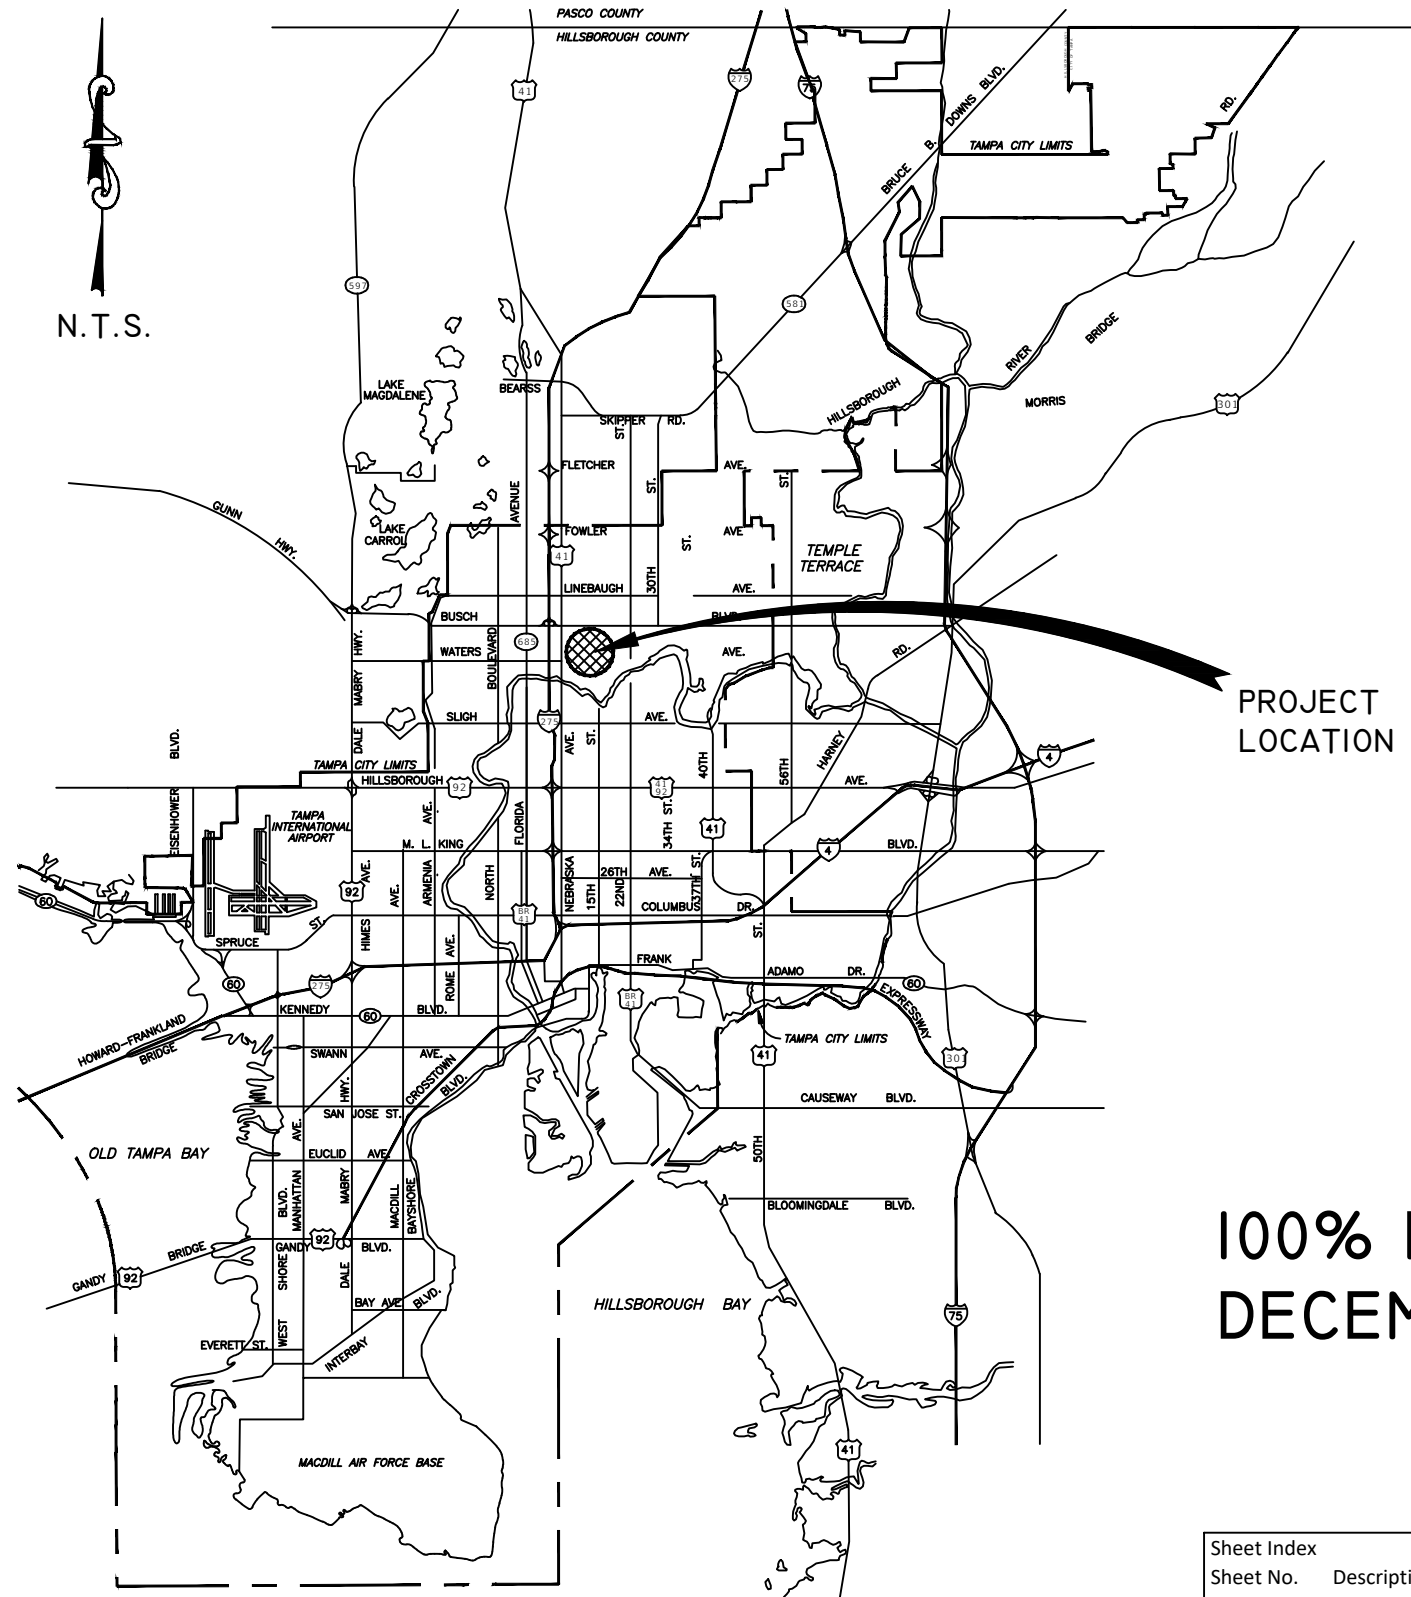 PASCO COUNTY
HILLSBOROUGH COUNTY
N.T.S.
41
275
75
BRUCE B. DOWNS BLVD.
TAMPA CITY LIMITS
RD.
597
581
BRIDGE
RIVER
MORRIS
HILLSBOROUGH
301
LAKE
MAGDALENE
BEARSS
SKIPPER RD.
ST.
FLETCHER AVE.
ST.
ST.
AVENUE
GUNN
HWY.
LAKE
CARROL
FOWLER AVE
ST.
41
TEMPLE
TERRACE
LINEBAUGH AVE.
30TH
BUSCH BLVD.
685
WATERS AVE.
RD.
HWY.
BOULEVARD
MABRY
SLIGH AVE.
275
PROJECT
LOCATION
BLVD.
DALE
AVE.
ST.
40TH
56TH
HARNEY
4
TAMPA CITY LIMITS
HILLSBOROUGH AVE.
92
41
92
EISENHOWER
TAMPA
INTERNATIONAL
AIRPORT
AVE.
FLORIDA
34TH ST.
41
M. L. KING BLVD.
4
60
92
AVE.
AVE.
ARMENIA
NORTH
NEBRASKA
15TH
22ND
26TH AVE.
37TH ST.
COLUMBUS DR.
BR
41
ST.
ST.
SPRUCE
HIMES
ROME AVE.
FRANK
ADAMO DR.
60
60
275
BR
41
EXPRESSWAY
KENNEDY BLVD.
60
HOWARD-FRANKLAND
BRIDGE
SWANN AVE.
TAMPA CITY LIMITS
41
301
CROSSTOWN
BLVD.
HWY.
SAN JOSE ST.
CAUSEWAY BLVD.
AVE.
OLD TAMPA BAY
EUCLID AVE.
50TH
BLVD.
MANHATTAN
MABRY
MACDILL
BAYSHORE
BLOOMINGDALE BLVD.
GANDY 92 BRIDGE
GANDY BLVD.
92
SHORE
DALE
BAY AVE
BLVD.
HILLSBOROUGH BAY
75
100%
DECEM
EVERETT ST.
WEST
INTERBAY
MACDILL AIR FORCE BASE
41
Sheet Index
Sheet No. Descripti